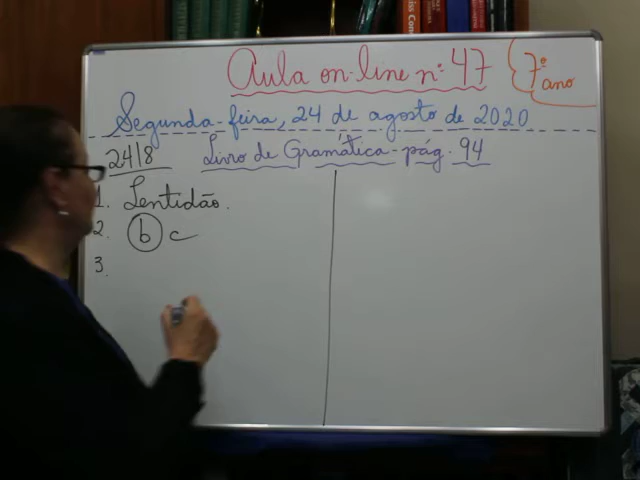 Aula on-line nº 47
7º ano
Segunda-feira, 24 de agosto de 2020
24/8 Livro de Gramática - pág. 94
1. Lentidão.
2. b c
3.